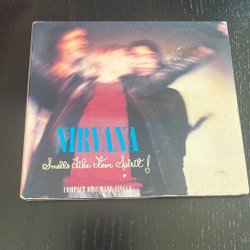 NIRVANA
Smells Like Teen Spirit!
COMPACT DISC MAXI-SINGLE